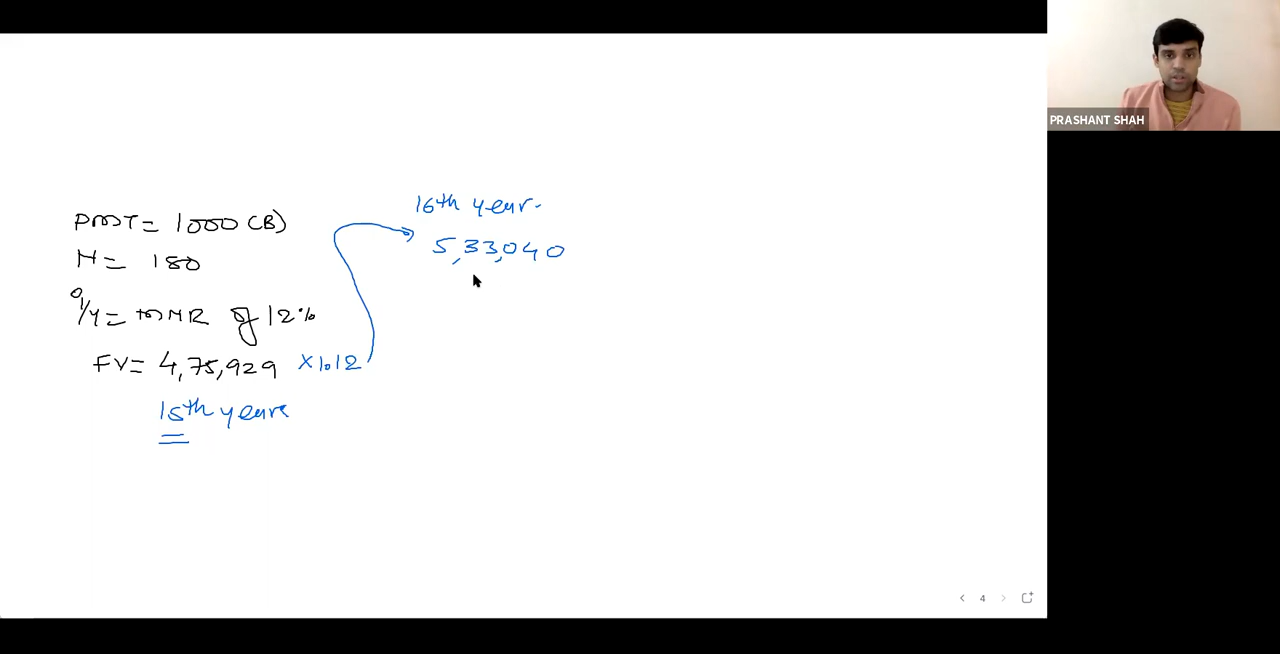 PMT = 1000 (B)
N = 180
I/Y = TMNR of 12%
FV = 4,75,929 X 1.12
15th year
16th year.
5,33,040
PRASHANT SHAH
4